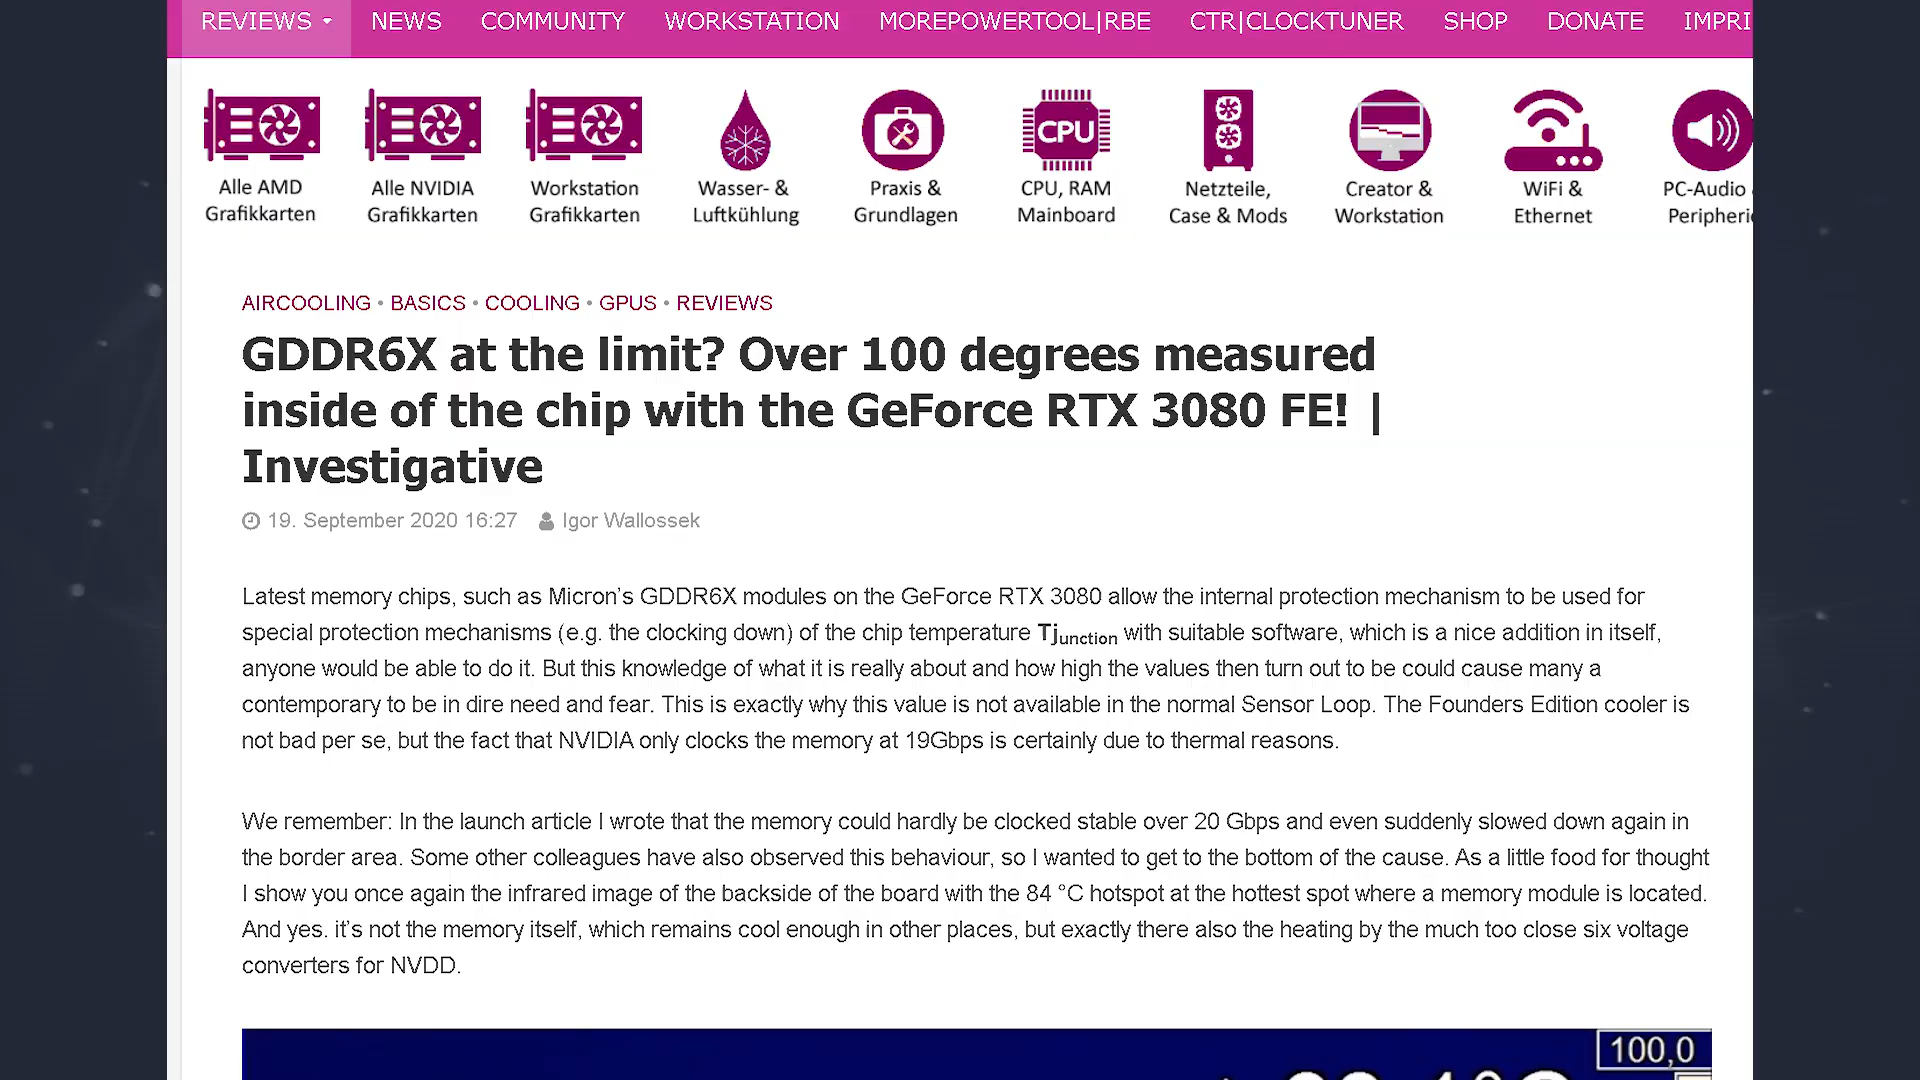 REVIEWS NEWS COMMUNITY WORKSTATION MOREPOWERTOOL|RBE CTR|CLOCKTUNER SHOP DONATE IMPRI
CPU
Alle AMD Grafikkarten
Alle NVIDIA Grafikkarten
Workstation Grafikkarten
Wasser- & Luftkühlung
Praxis & Grundlagen
CPU, RAM Mainboard
Netzteile, Case & Mods
Creator & Workstation
WiFi & Ethernet
PC-Audio Peripherie
AIRCOOLING • BASICS • COOLING • GPUS • REVIEWS
GDDR6X at the limit? Over 100 degrees measured
inside of the chip with the GeForce RTX 3080 FE! |
Investigative
19. September 2020 16:27 Igor Wallossek
Latest memory chips, such as Micron’s GDDR6X modules on the GeForce RTX 3080 allow the internal protection mechanism to be used for
special protection mechanisms (e.g. the clocking down) of the chip temperature Tjunction with suitable software, which is a nice addition in itself,
anyone would be able to do it. But this knowledge of what it is really about and how high the values then turn out to be could cause many a
contemporary to be in dire need and fear. This is exactly why this value is not available in the normal Sensor Loop. The Founders Edition cooler is
not bad per se, but the fact that NVIDIA only clocks the memory at 19Gbps is certainly due to thermal reasons.
We remember: In the launch article I wrote that the memory could hardly be clocked stable over 20 Gbps and even suddenly slowed down again in
the border area. Some other colleagues have also observed this behaviour, so I wanted to get to the bottom of the cause. As a little food for thought
I show you once again the infrared image of the backside of the board with the 84 °C hotspot at the hottest spot where a memory module is located.
And yes. it’s not the memory itself, which remains cool enough in other places, but exactly there also the heating by the much too close six voltage
converters for NVDD.
100,0